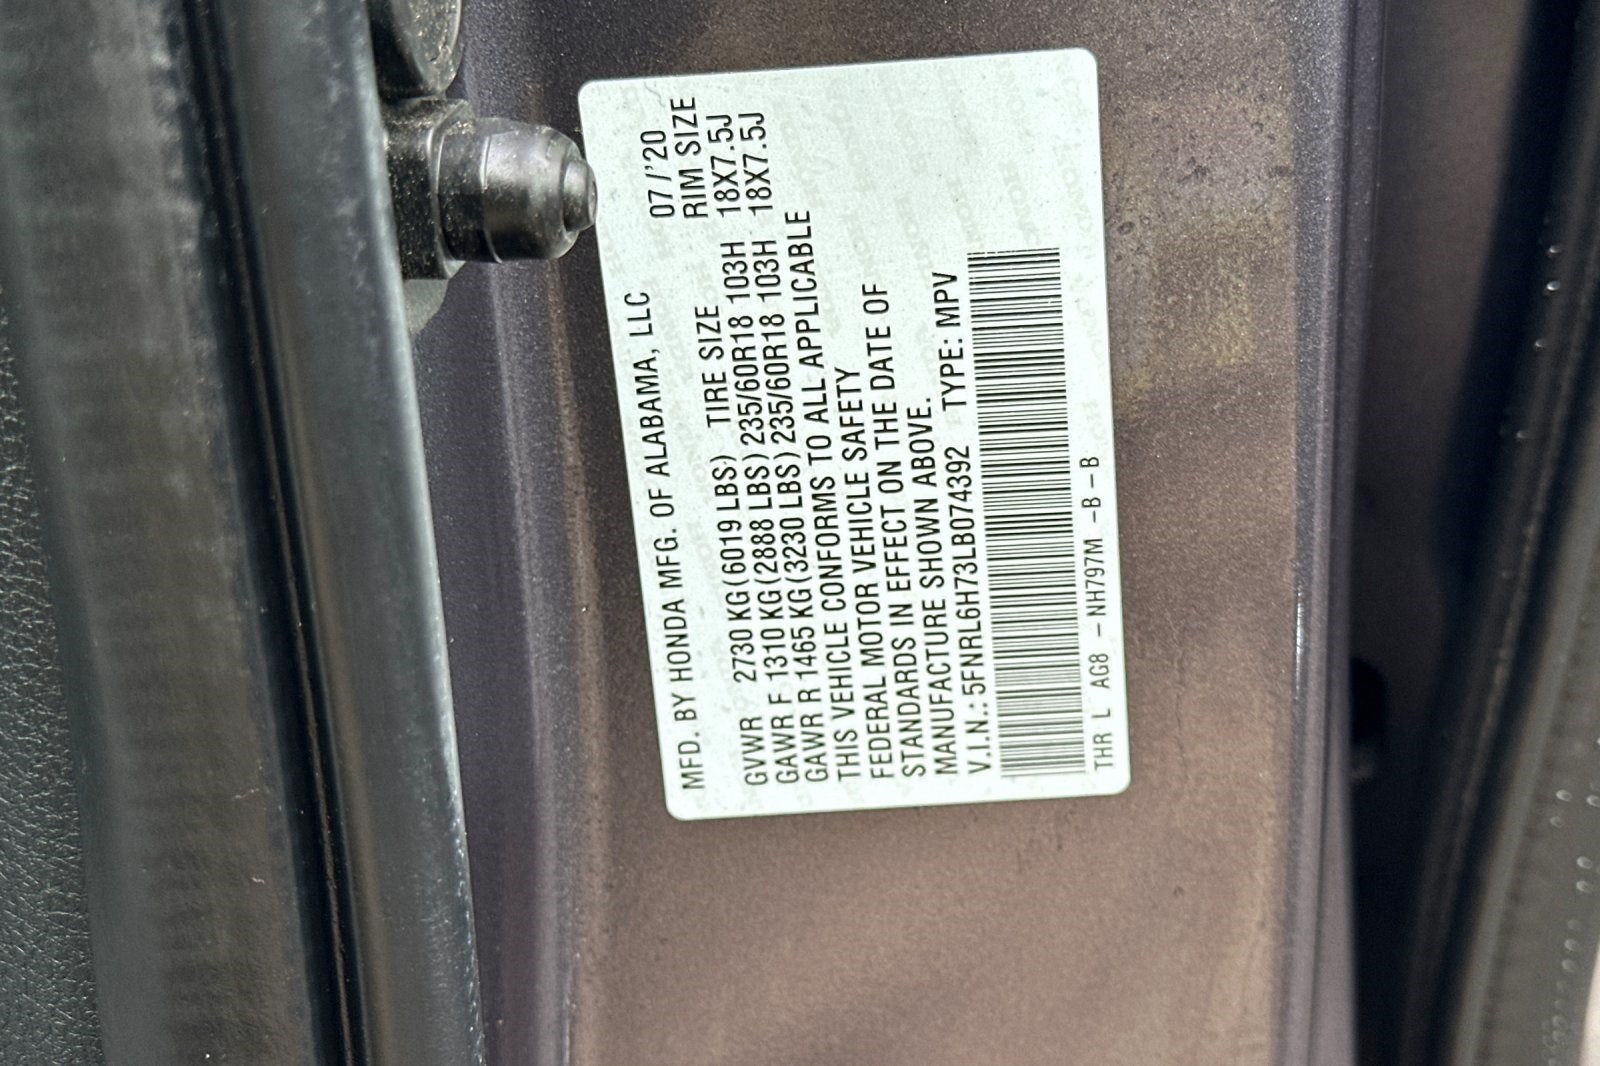 MFD. BY HONDA MFG. OF ALABAMA, LLC 07/'20
TIRE SIZE RIM SIZE
GVWR 2730 KG(6019 LBS)
GAWR F 1310 KG(2888 LBS) 235/60R18 103H 18X7.5J
GAWR R 1465 KG(3230 LBS) 235/60R18 103H 18X7.5J
THIS VEHICLE CONFORMS TO ALL APPLICABLE
FEDERAL MOTOR VEHICLE SAFETY
STANDARDS IN EFFECT ON THE DATE OF
MANUFACTURE SHOWN ABOVE.
V.I.N.: 5FNRL6H73LB074392 TYPE: MPV
THR L AG8 -NH797M -B-B